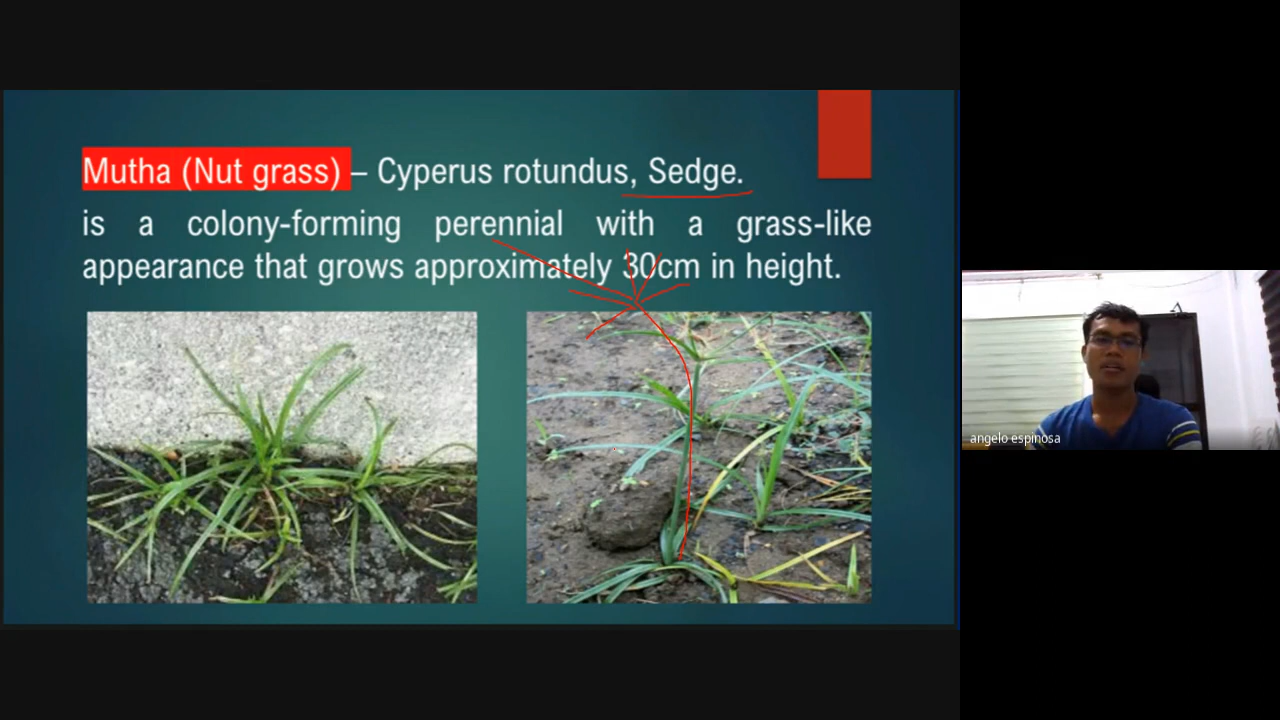 Mutha (Nut grass) – Cyperus rotundus, Sedge.
is a colony-forming perennial with a grass-like
appearance that grows approximately 30cm in height.
angelo espinosa